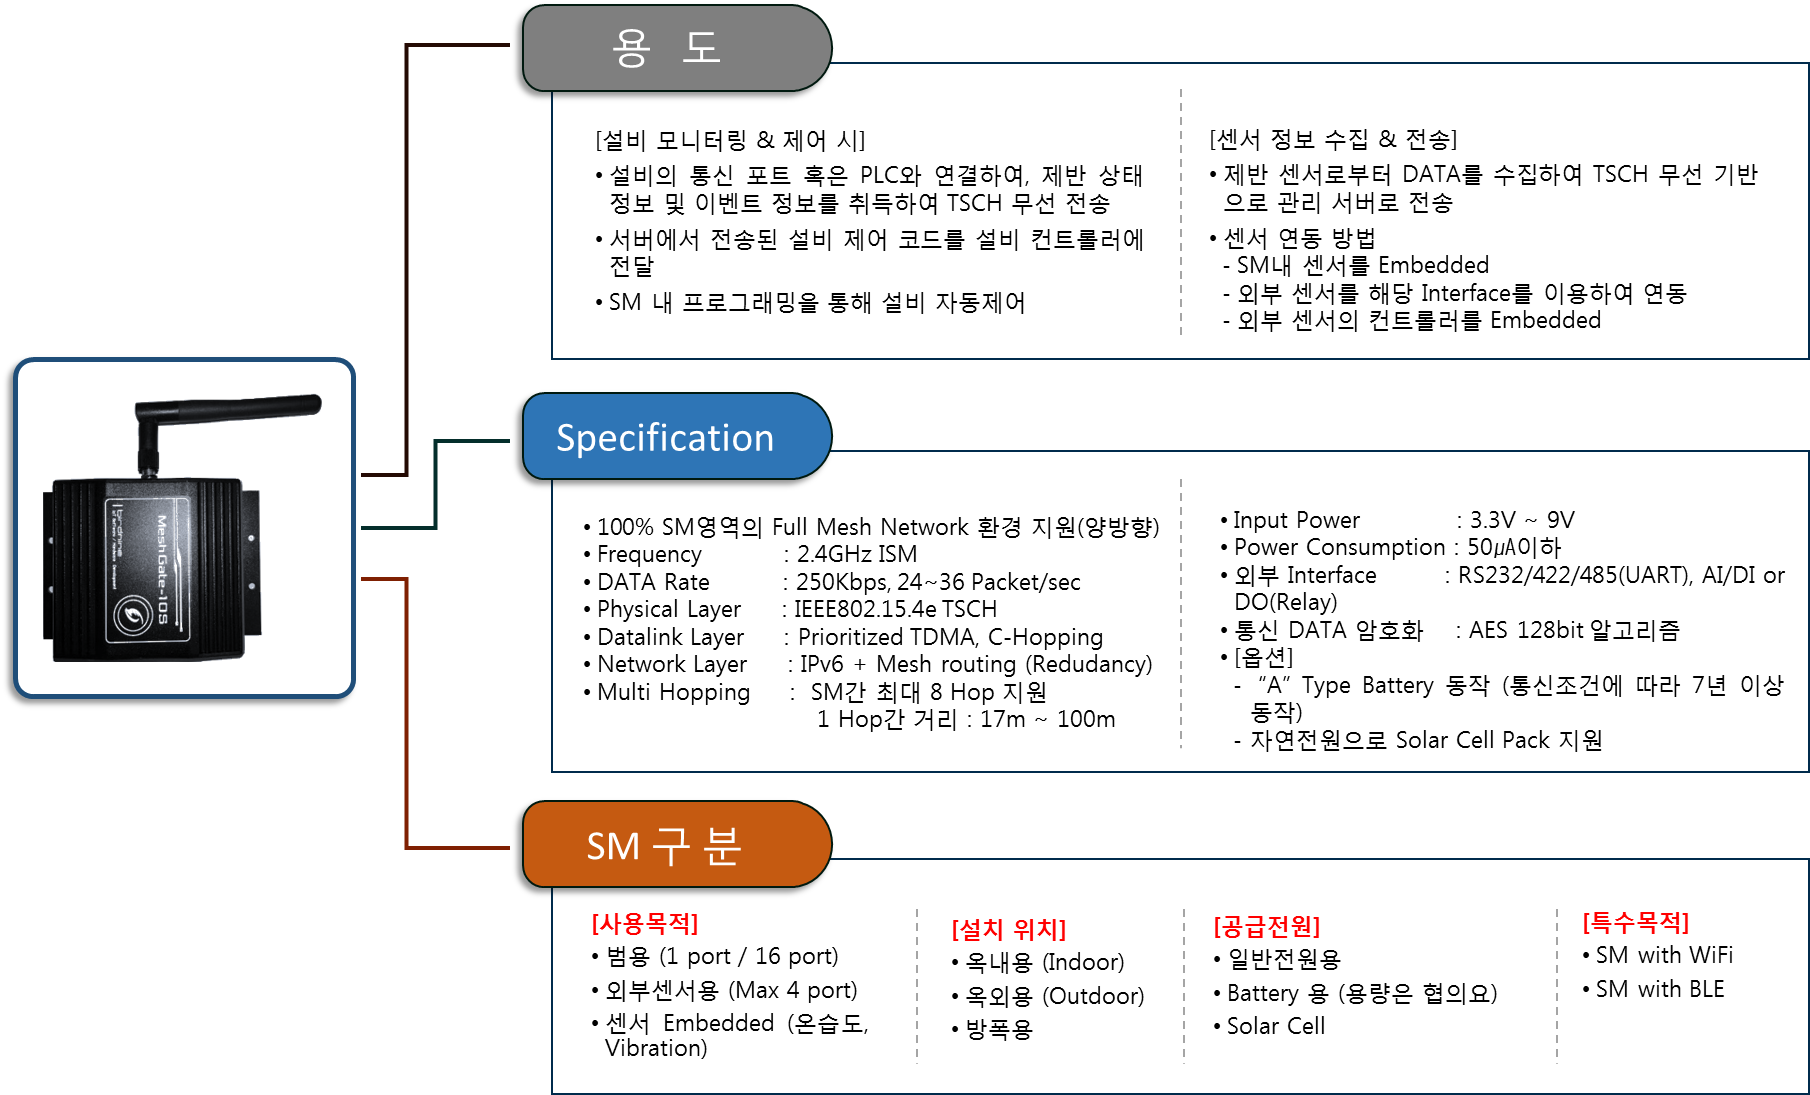 용 도
[설비 모니터링 & 제어 시]
• 설비의 통신 포트 혹은 PLC와 연결하여, 제반 상태
정보 및 이벤트 정보를 취득하여 TSCH 무선 전송
• 서버에서 전송된 설비 제어 코드를 설비 컨트롤러에
전달
• SM 내 프로그래밍을 통해 설비 자동제어
[센서 정보 수집 & 전송]
• 제반 센서로부터 DATA를 수집하여 TSCH 무선 기반
으로 관리 서버로 전송
• 센서 연동 방법
- SM내 센서를 Embedded
- 외부 센서를 해당 Interface를 이용하여 연동
- 외부 센서의 컨트롤러를 Embedded
MeshGate-10S
birdnine
Specification
• 100% SM영역의 Full Mesh Network 환경 지원(양방향)
• Frequency : 2.4GHz ISM
• DATA Rate : 250Kbps, 24~36 Packet/sec
• Physical Layer : IEEE802.15.4e TSCH
• Datalink Layer : Prioritized TDMA, C-Hopping
• Network Layer : IPv6 + Mesh routing (Redudancy)
• Multi Hopping : SM간 최대 8 Hop 지원
1 Hop간 거리 : 17m ~ 100m
• Input Power : 3.3V ~ 9V
• Power Consumption : 50㎂이하
• 외부 Interface : RS232/422/485(UART), AI/DI or
DO(Relay)
• 통신 DATA 암호화 : AES 128bit 알고리즘
• [옵션]
- “A” Type Battery 동작 (통신조건에 따라 7년 이상
동작)
- 자연전원으로 Solar Cell Pack 지원
SM 구 분
[사용목적]
• 범용 (1 port / 16 port)
• 외부센서용 (Max 4 port)
• 센서 Embedded (온습도,
Vibration)
[설치 위치]
• 옥내용 (Indoor)
• 옥외용 (Outdoor)
• 방폭용
[공급전원]
• 일반전원용
• Battery 용 (용량은 협의요)
• Solar Cell
[특수목적]
• SM with WiFi
• SM with BLE